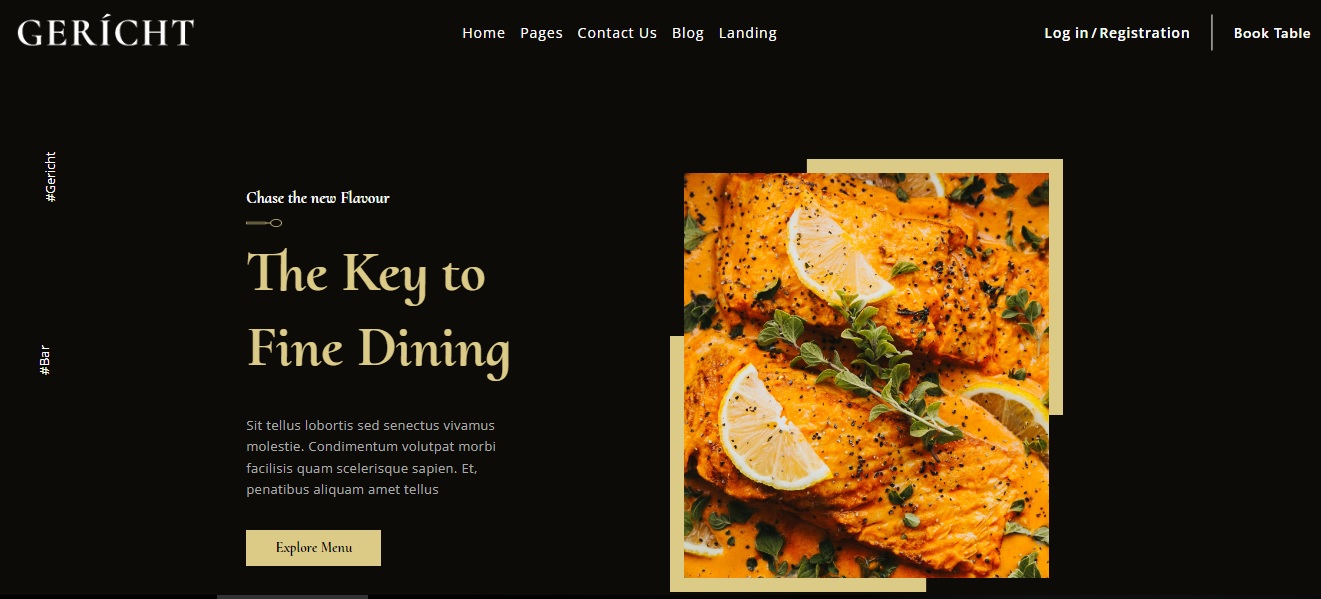 GERÍCHT
Home Pages Contact Us Blog Landing
Log in / Registration
Book Table
#Gericht
#Bar
Chase the new Flavour
The Key to
Fine Dining
Sit tellus lobortis sed senectus vivamus
molestie. Condimentum volutpat morbi
facilisis quam scelerisque sapien. Et,
penatibus aliquam amet tellus
Explore Menu